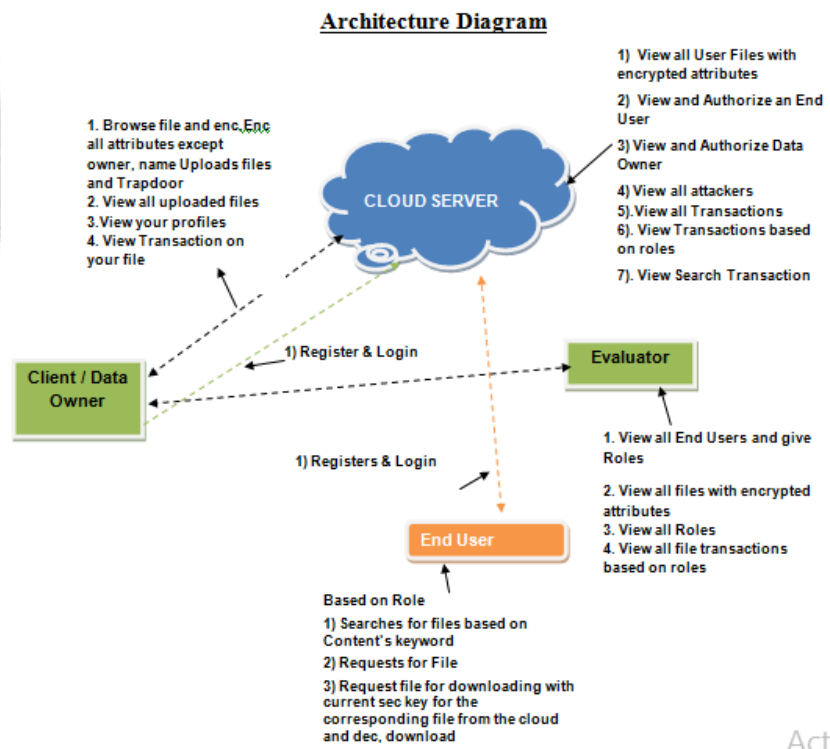 Architecture Diagram
1) View all User Files with
encrypted attributes
2) View and Authorize an End
User
3) View and Authorize Data
Owner
4) View all attackers
5).View all Transactions
6). View Transactions based
on roles
7). View Search Transaction
1. Browse file and enc,Enc
all attributes except
owner, name Uploads files
and Trapdoor
2. View all uploaded files
3.View your profiles
4. View Transaction on
your file
CLOUD SERVER
1) Register & Login
Client / Data
Owner
Evaluator
1. View all End Users and give
Roles
2. View all files with encrypted
attributes
3. View all Roles
4. View all file transactions
based on roles
1) Registers & Login
End User
Based on Role
1) Searches for files based on
Content's keyword
2) Requests for File
3) Request file for downloading with
current sec key for the
corresponding file from the cloud
and dec, download
Act